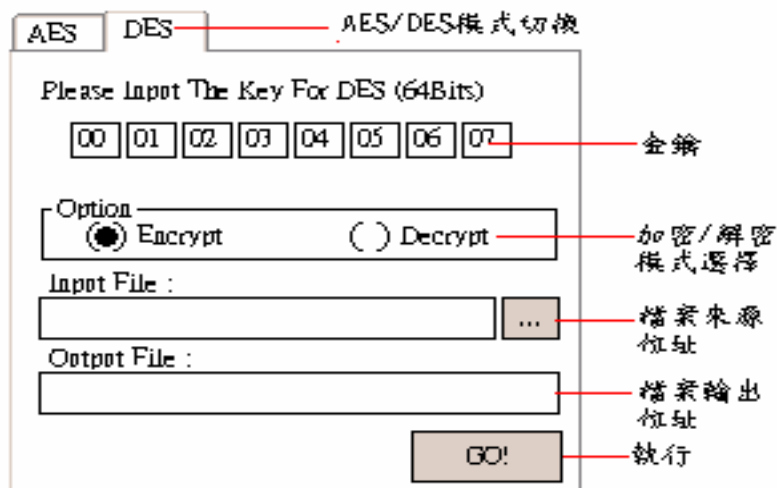 AES DES AES/DES模式切換
Please Input The Key For DES (64Bits)
00 01 02 03 04 05 06 07 金鑰
Option
Encrypt Decrypt 加密/解密
模式選擇
Input File :
... 檔案來源
位址
Output File :
檔案輸出
位址
GO! 執行